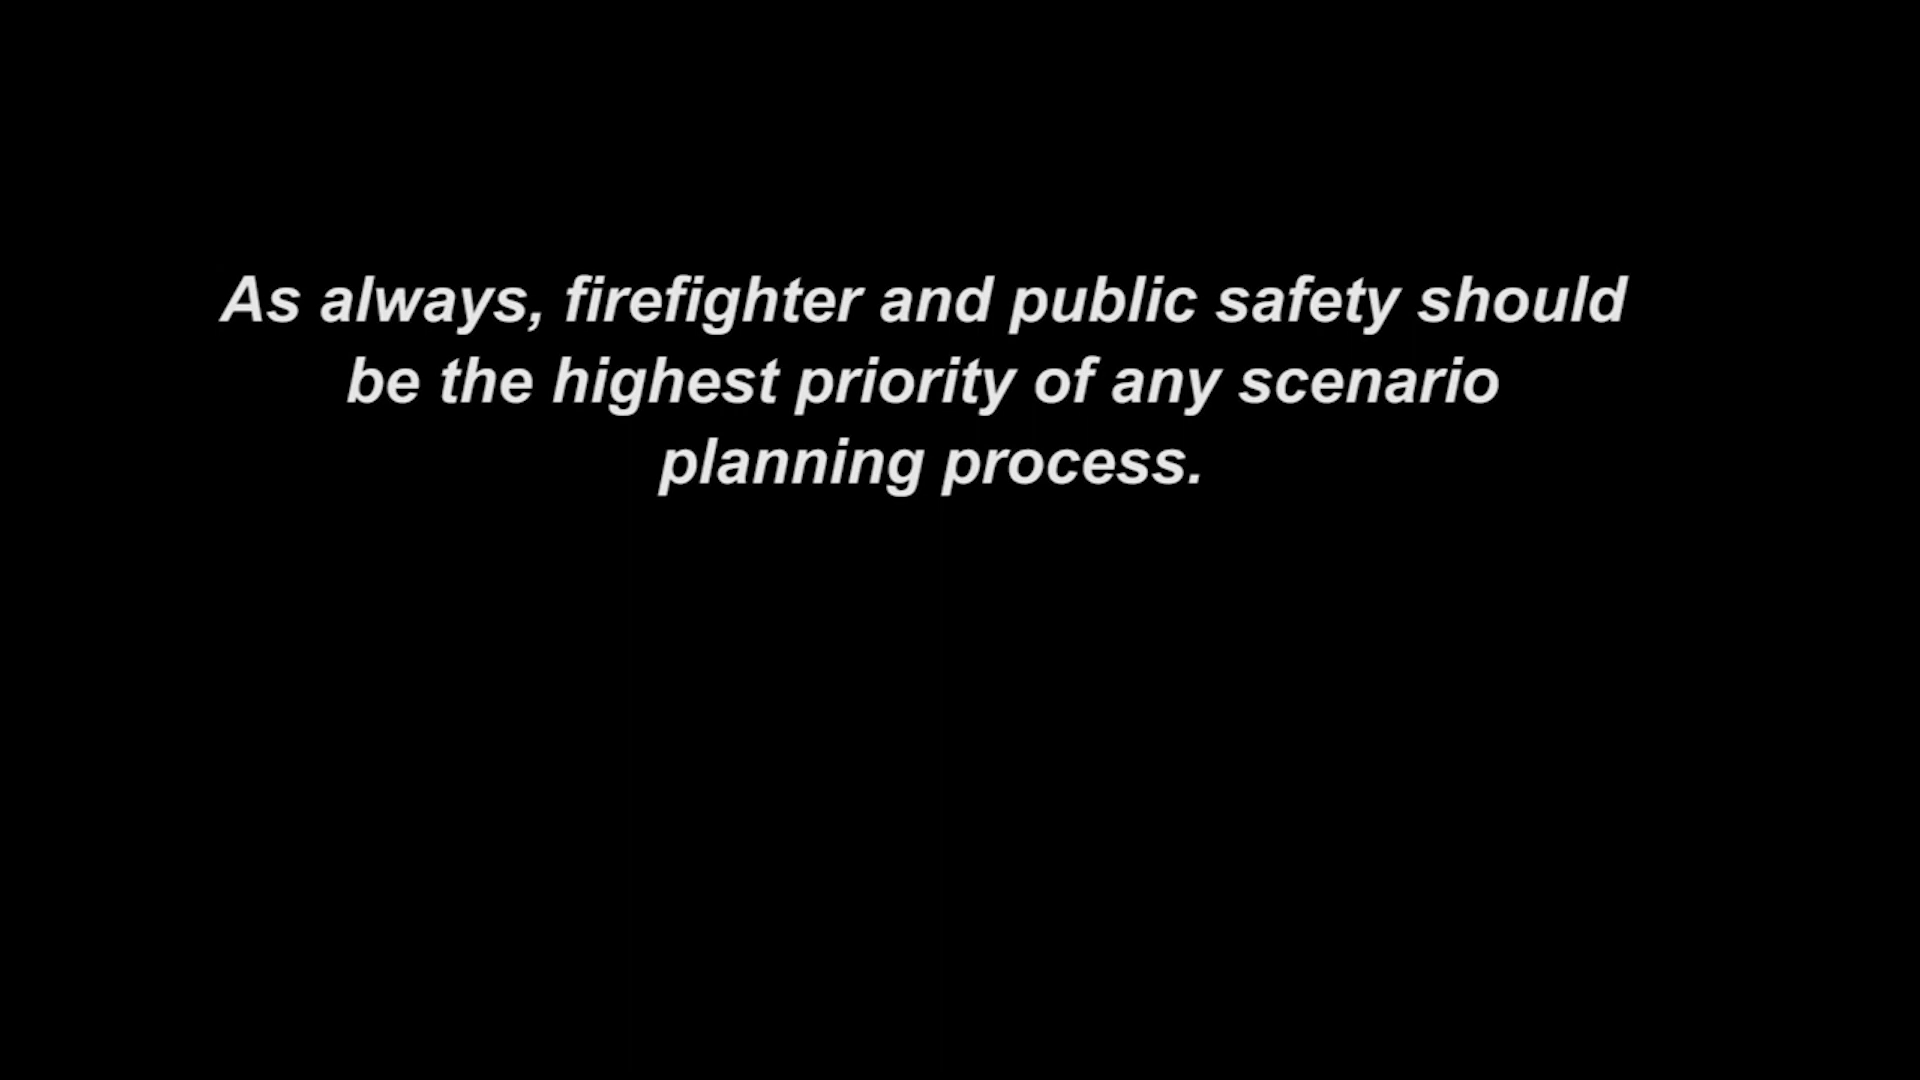 As always, firefighter and public safety should
be the highest priority of any scenario
planning process.